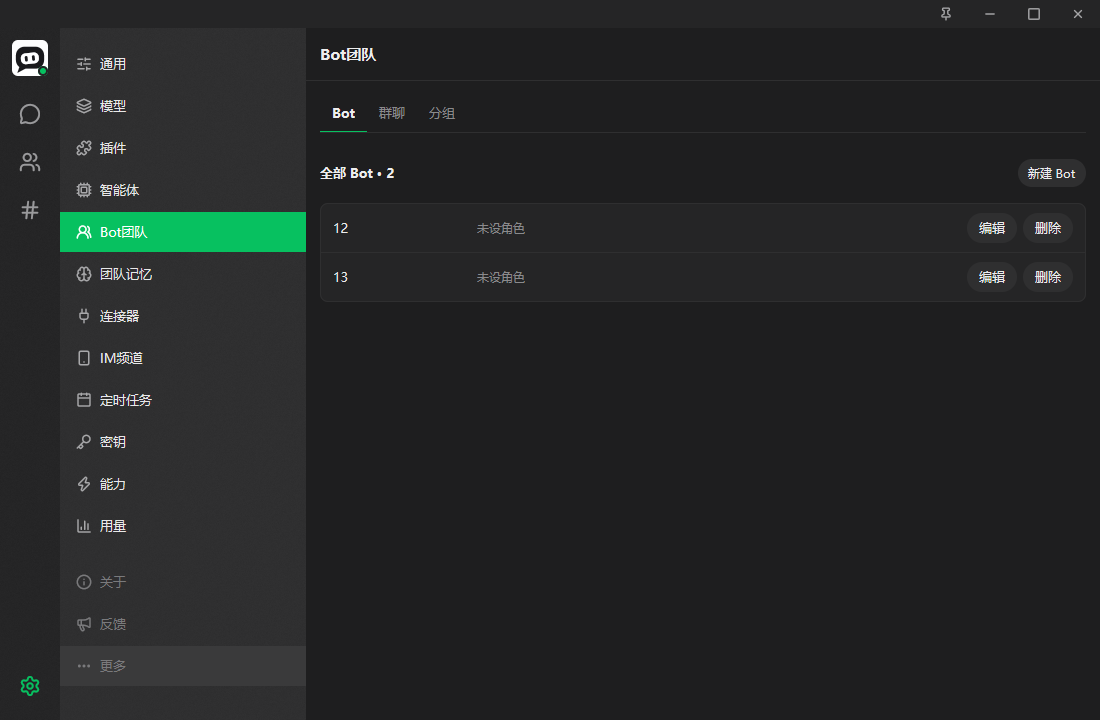 通用
模型
插件
智能体
Bot团队
团队记忆
连接器
IM频道
定时任务
密钥
能力
用量
关于
反馈
更多
Bot团队
Bot 群聊 分组
全部 Bot • 2 新建 Bot
12 未设角色 编辑 删除
13 未设角色 编辑 删除